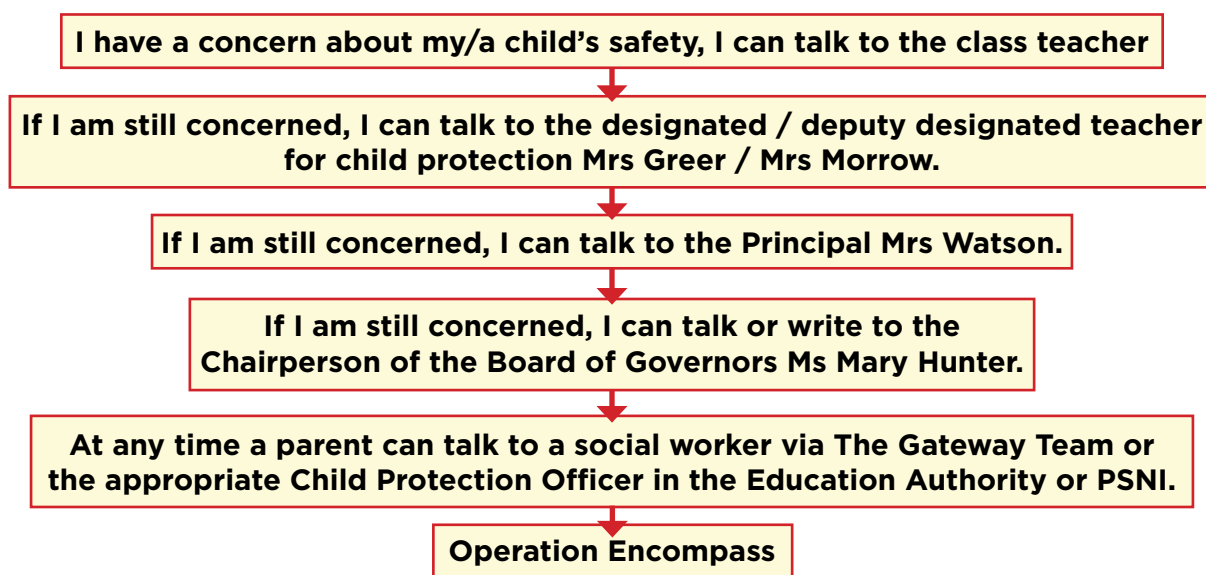 I have a concern about my/a child’s safety, I can talk to the class teacher
If I am still concerned, I can talk to the designated / deputy designated teacher
for child protection Mrs Greer / Mrs Morrow.
If I am still concerned, I can talk to the Principal Mrs Watson.
If I am still concerned, I can talk or write to the
Chairperson of the Board of Governors Ms Mary Hunter.
At any time a parent can talk to a social worker via The Gateway Team or
the appropriate Child Protection Officer in the Education Authority or PSNI.
Operation Encompass